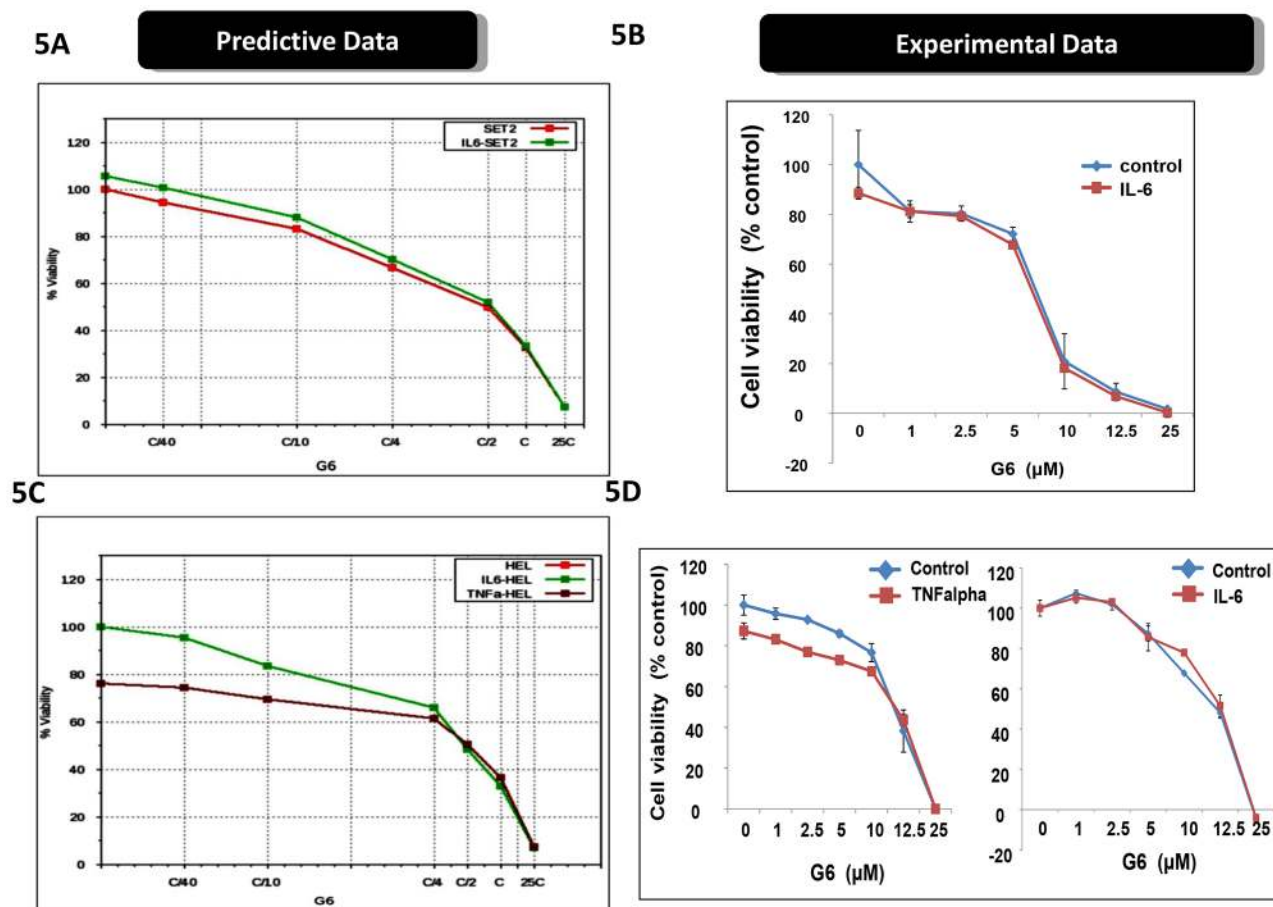 5A
Predictive Data
SET2
IL6-SET2
120
100
80
60
40
20
0
% Viability
C/40 C/10 C/4 C/2 C 25C
G6
5B
Experimental Data
control
IL-6
120
100
80
60
40
20
0
-20
Cell viability (% control)
0 1 2.5 5 10 12.5 25
G6 (µM)
5C
HEL
IL6-HEL
TNFa-HEL
120
100
80
60
40
20
0
% Viability
C/40 C/10 C/4 C/2 C 25C
G6
5D
Control
TNFalpha
120
100
80
60
40
20
0
Cell viability (% control)
0 1 2.5 5 10 12.5 25
G6 (µM)
Control
IL-6
120
100
80
60
40
20
0
-20
0 1 2.5 5 10 12.5 25
G6 (µM)